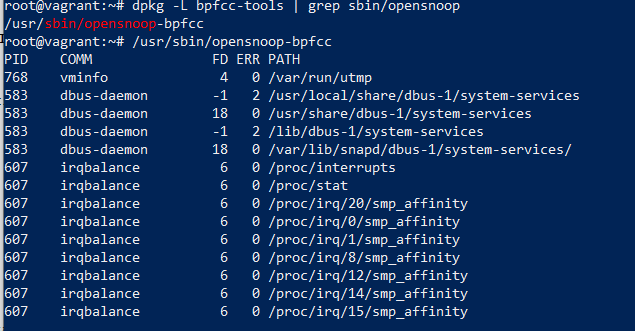 root@vagrant:~# dpkg -L bpfcc-tools | grep sbin/opensnoop
/usr/sbin/opensnoop-bpfcc
root@vagrant:~# /usr/sbin/opensnoop-bpfcc
PID    COMM               FD ERR PATH
768    vminfo              4   0 /var/run/utmp
583    dbus-daemon        -1   2 /usr/local/share/dbus-1/system-services
583    dbus-daemon        18   0 /usr/share/dbus-1/system-services
583    dbus-daemon        -1   2 /lib/dbus-1/system-services
583    dbus-daemon        18   0 /var/lib/snapd/dbus-1/system-services/
607    irqbalance          6   0 /proc/interrupts
607    irqbalance          6   0 /proc/stat
607    irqbalance          6   0 /proc/irq/20/smp_affinity
607    irqbalance          6   0 /proc/irq/0/smp_affinity
607    irqbalance          6   0 /proc/irq/1/smp_affinity
607    irqbalance          6   0 /proc/irq/8/smp_affinity
607    irqbalance          6   0 /proc/irq/12/smp_affinity
607    irqbalance          6   0 /proc/irq/14/smp_affinity
607    irqbalance          6   0 /proc/irq/15/smp_affinity